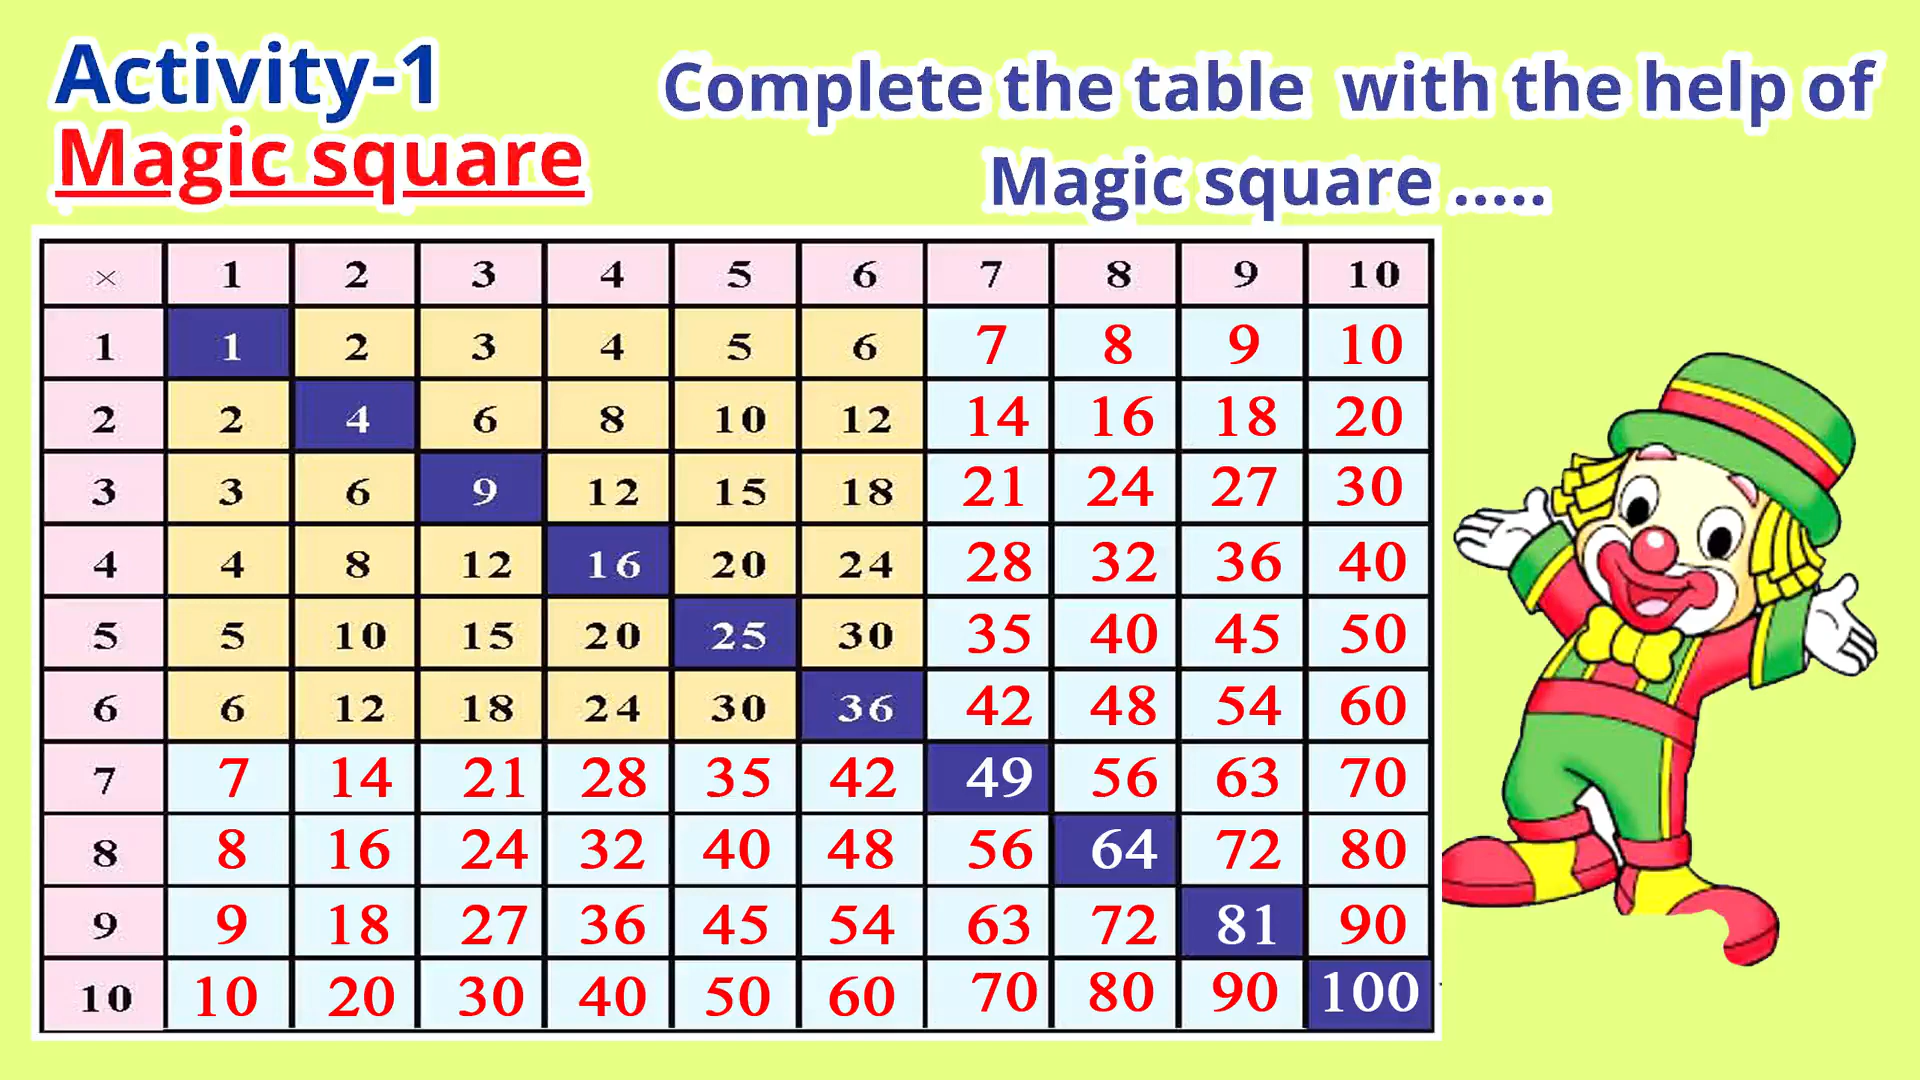 Activity-1
Magic square
Complete the table with the help of
Magic square .....
× 1 2 3 4 5 6 7 8 9 10
1 1 2 3 4 5 6 7 8 9 10
2 2 4 6 8 10 12 14 16 18 20
3 3 6 9 12 15 18 21 24 27 30
4 4 8 12 16 20 24 28 32 36 40
5 5 10 15 20 25 30 35 40 45 50
6 6 12 18 24 30 36 42 48 54 60
7 7 14 21 28 35 42 49 56 63 70
8 8 16 24 32 40 48 56 64 72 80
9 9 18 27 36 45 54 63 72 81 90
10 10 20 30 40 50 60 70 80 90 100